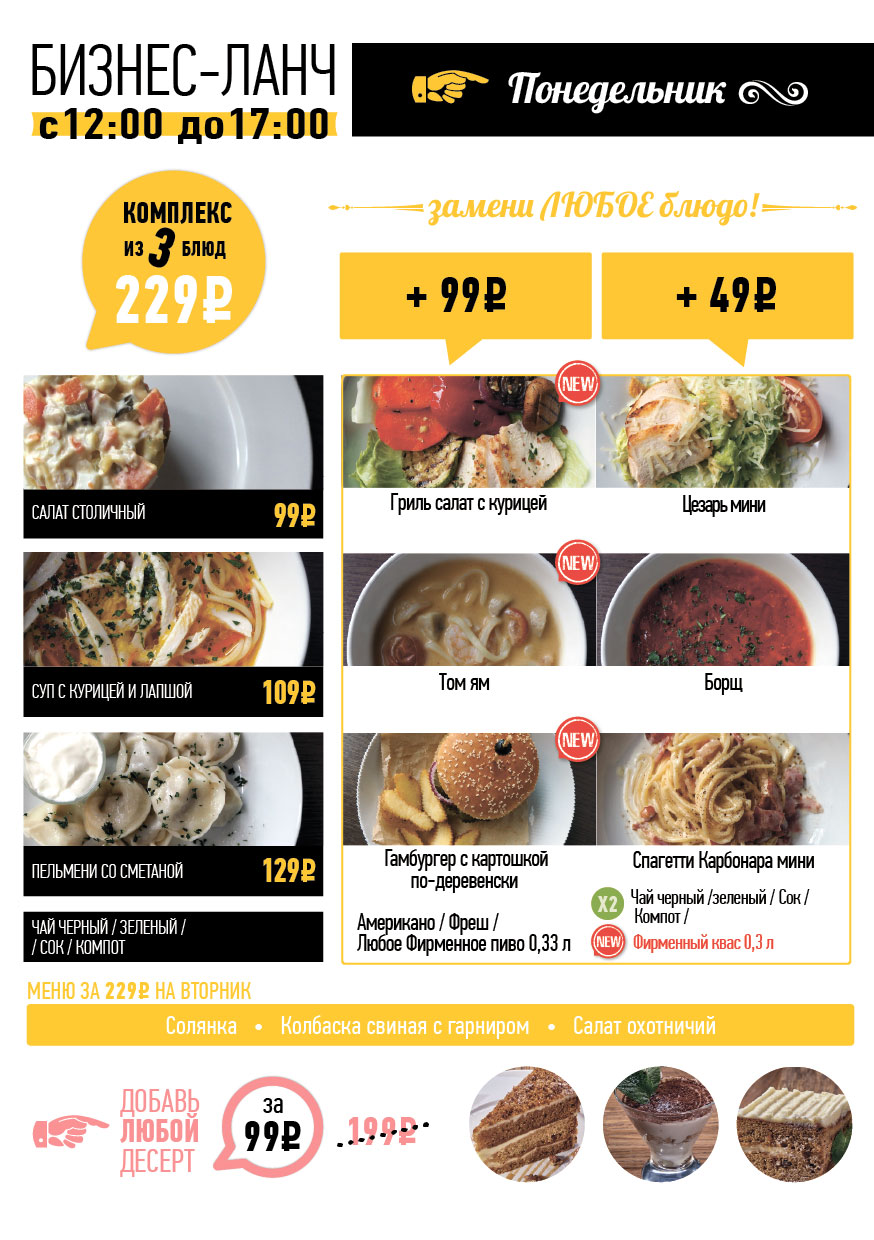 БИЗНЕС-ЛАНЧ
с 12:00 до 17:00
Понедельник
КОМПЛЕКС
ИЗ 3 БЛЮД
229₽
замени ЛЮБОЕ блюдо!
+ 99₽
+ 49₽
САЛАТ СТОЛИЧНЫЙ
99₽
NEW
Гриль салат с курицей
Цезарь мини
СУП С КУРИЦЕЙ И ЛАПШОЙ
109₽
NEW
Том ям
Борщ
ПЕЛЬМЕНИ СО СМЕТАНОЙ
129₽
NEW
Гамбургер с картошкой
по-деревенски
Спагетти Карбонара мини
ЧАЙ ЧЕРНЫЙ / ЗЕЛЕНЫЙ /
/ СОК / КОМПОТ
Американо / Фреш /
Любое Фирменное пиво 0,33 л
X2
Чай черный /зеленый / Сок /
Компот /
NEW
Фирменный квас 0,3 л
МЕНЮ ЗА 229₽ НА ВТОРНИК
Солянка • Колбаска свиная с гарниром • Салат охотничий
ДОБАВЬ
ЛЮБОЙ
ДЕСЕРТ
за
99₽
199₽